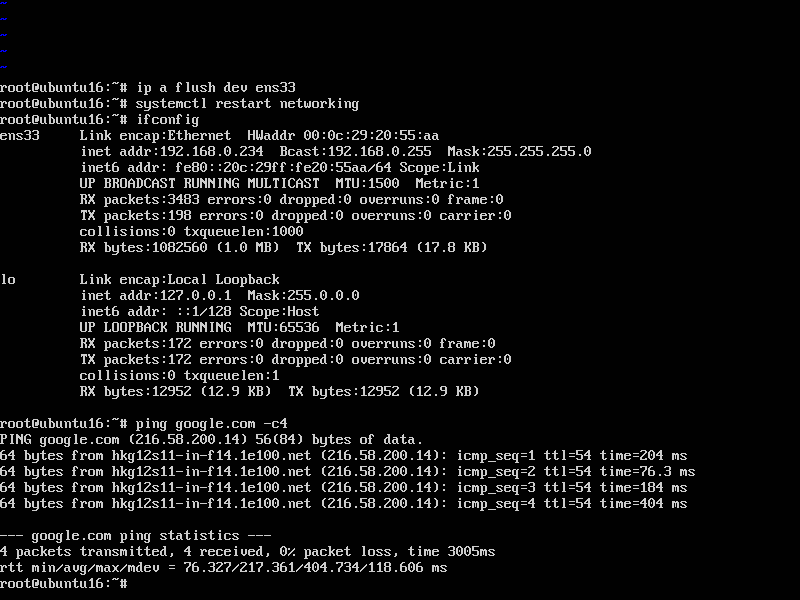 ~
~
~
~
~
root@ubuntu16:~# ip a flush dev ens33
root@ubuntu16:~# systemctl restart networking
root@ubuntu16:~# ifconfig
ens33     Link encap:Ethernet  HWaddr 00:0c:29:20:55:aa
          inet addr:192.168.0.234  Bcast:192.168.0.255  Mask:255.255.255.0
          inet6 addr: fe80::20c:29ff:fe20:55aa/64 Scope:Link
          UP BROADCAST RUNNING MULTICAST  MTU:1500  Metric:1
          RX packets:3483 errors:0 dropped:0 overruns:0 frame:0
          TX packets:198 errors:0 dropped:0 overruns:0 carrier:0
          collisions:0 txqueuelen:1000
          RX bytes:1082560 (1.0 MB)  TX bytes:17864 (17.8 KB)
lo        Link encap:Local Loopback
          inet addr:127.0.0.1  Mask:255.0.0.0
          inet6 addr: ::1/128 Scope:Host
          UP LOOPBACK RUNNING  MTU:65536  Metric:1
          RX packets:172 errors:0 dropped:0 overruns:0 frame:0
          TX packets:172 errors:0 dropped:0 overruns:0 carrier:0
          collisions:0 txqueuelen:1
          RX bytes:12952 (12.9 KB)  TX bytes:12952 (12.9 KB)
root@ubuntu16:~# ping google.com -c4
PING google.com (216.58.200.14) 56(84) bytes of data.
64 bytes from hkg12s11-in-f14.1e100.net (216.58.200.14): icmp_seq=1 ttl=54 time=204 ms
64 bytes from hkg12s11-in-f14.1e100.net (216.58.200.14): icmp_seq=2 ttl=54 time=76.3 ms
64 bytes from hkg12s11-in-f14.1e100.net (216.58.200.14): icmp_seq=3 ttl=54 time=184 ms
64 bytes from hkg12s11-in-f14.1e100.net (216.58.200.14): icmp_seq=4 ttl=54 time=404 ms
--- google.com ping statistics ---
4 packets transmitted, 4 received, 0% packet loss, time 3005ms
rtt min/avg/max/mdev = 76.327/217.361/404.734/118.606 ms
root@ubuntu16:~#